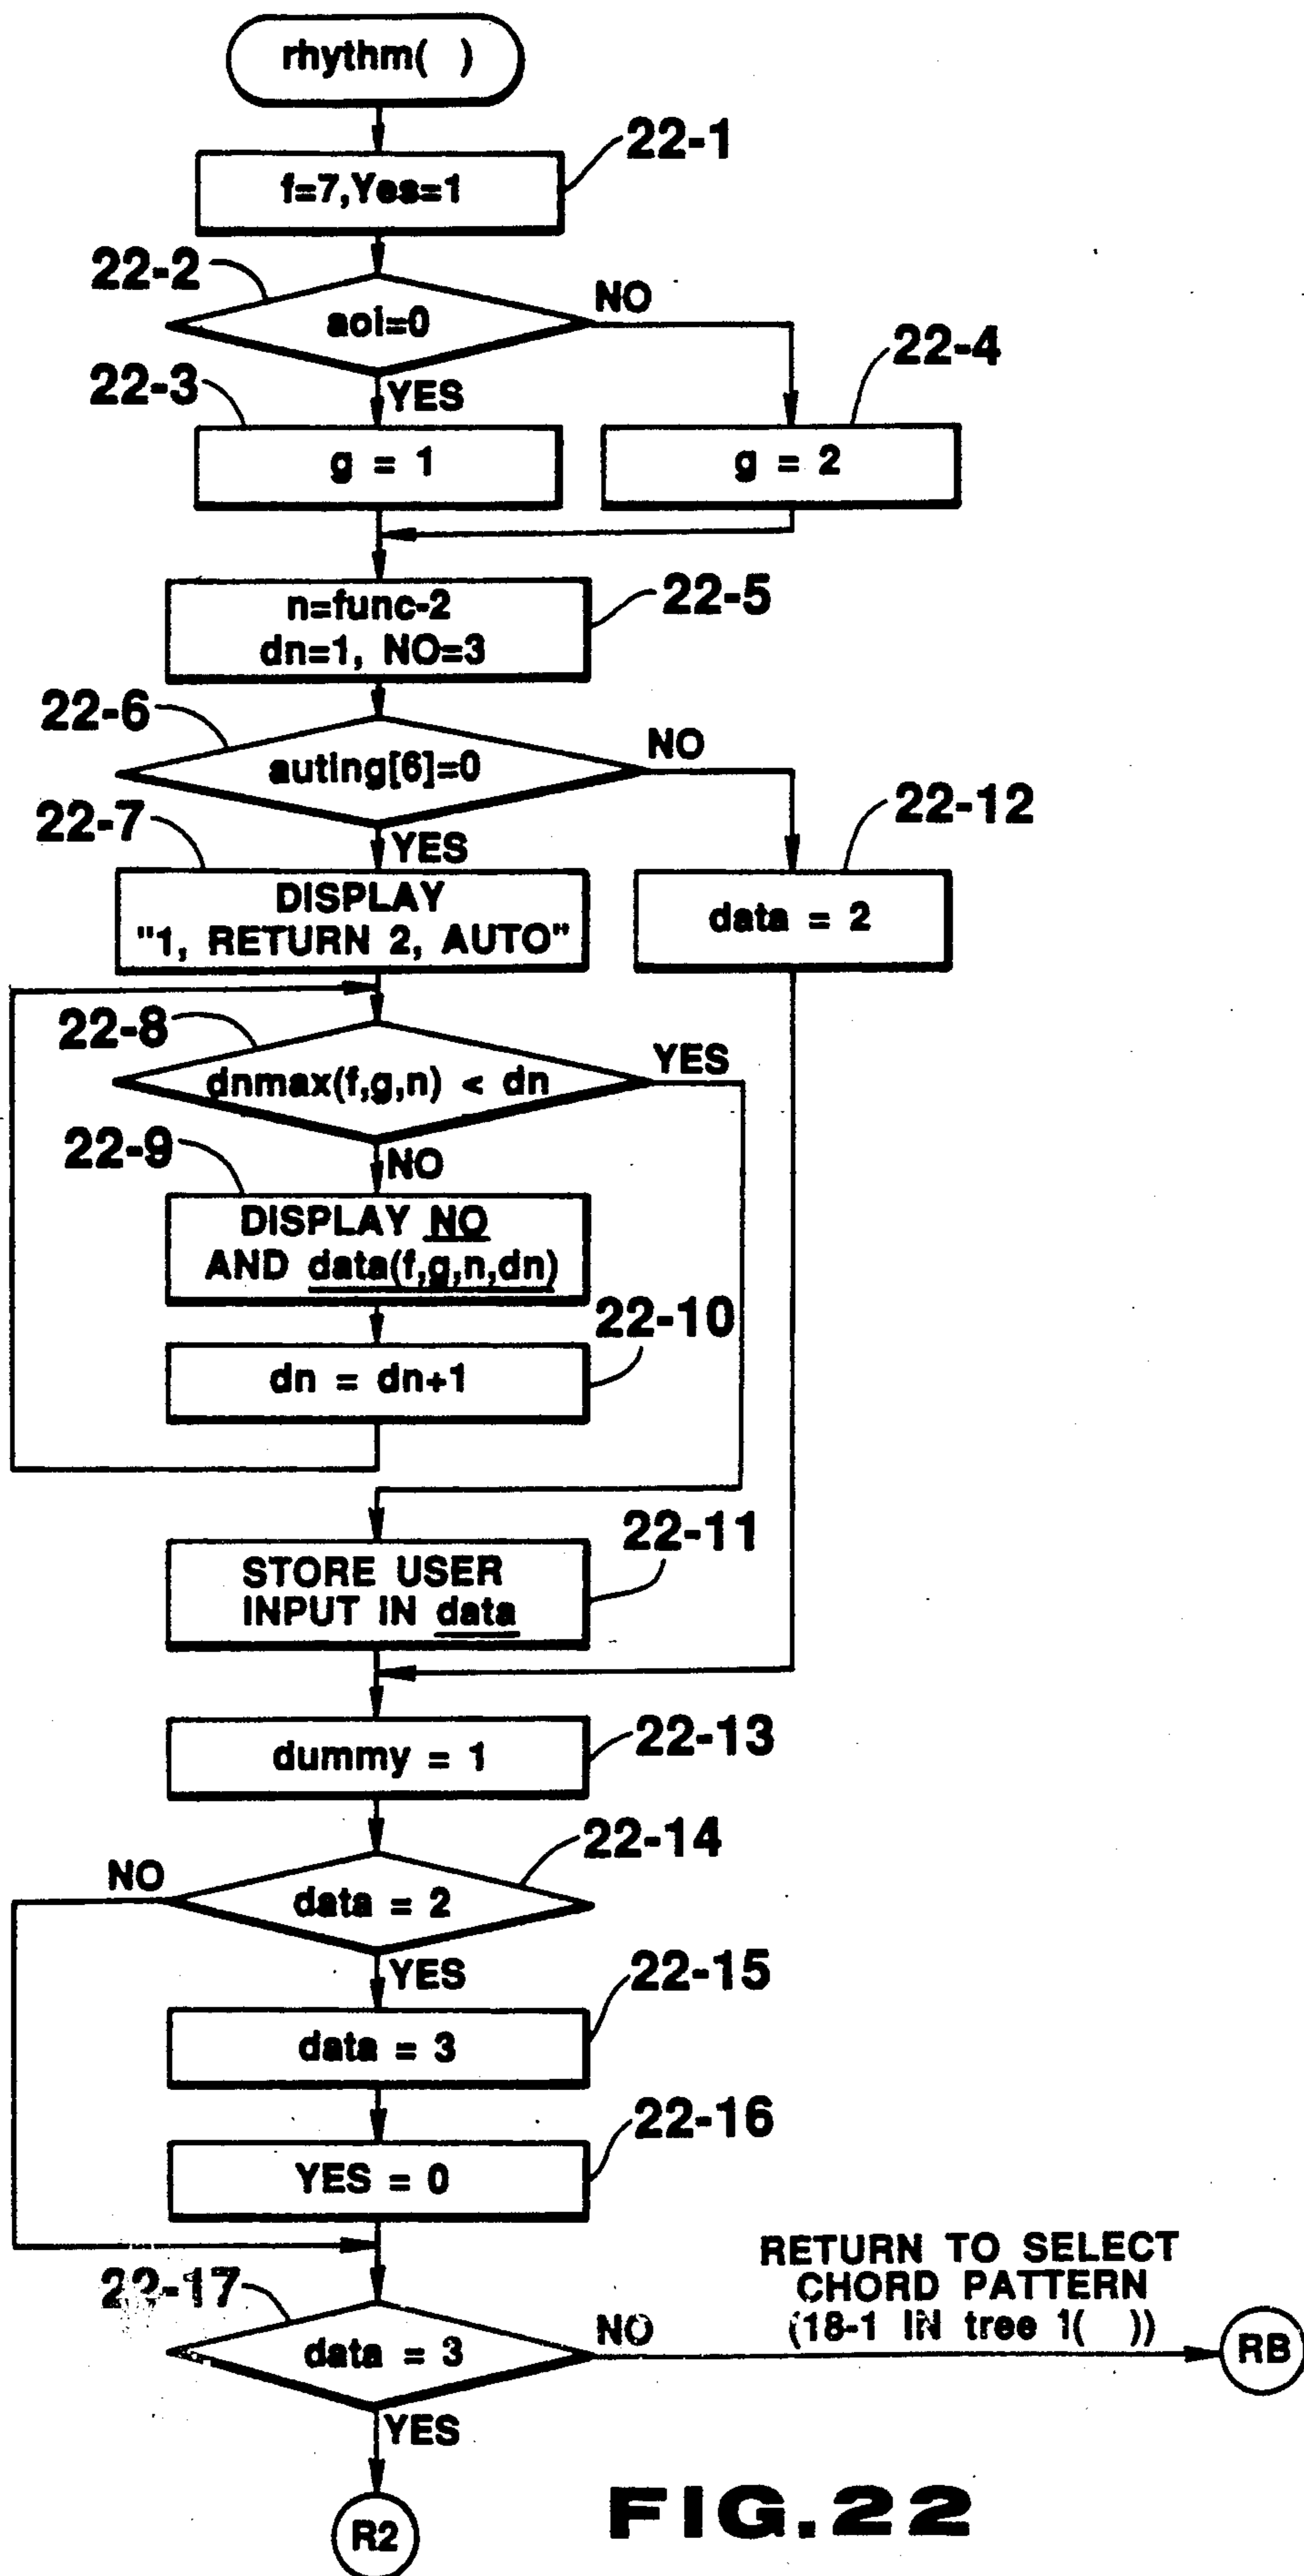 rhythm( )
22-1
f=7,Yes=1
22-2
aoi=0
NO
YES
22-3
g = 1
22-4
g = 2
n=func-2
dn=1, NO=3
22-5
22-6
auting[6]=0
NO
YES
22-7
DISPLAY
"1, RETURN 2, AUTO"
22-12
data = 2
22-8
dnmax(f,g,n) < dn
YES
NO
22-9
DISPLAY NO
AND data(f,g,n,dn)
22-10
dn = dn+1
22-11
STORE USER
INPUT IN data
dummy = 1
22-13
22-14
NO
data = 2
YES
22-15
data = 3
22-16
YES = 0
22-17
data = 3
NO
RETURN TO SELECT
CHORD PATTERN
(18-1 IN tree 1( ))
RB
YES
R2
FIG.22